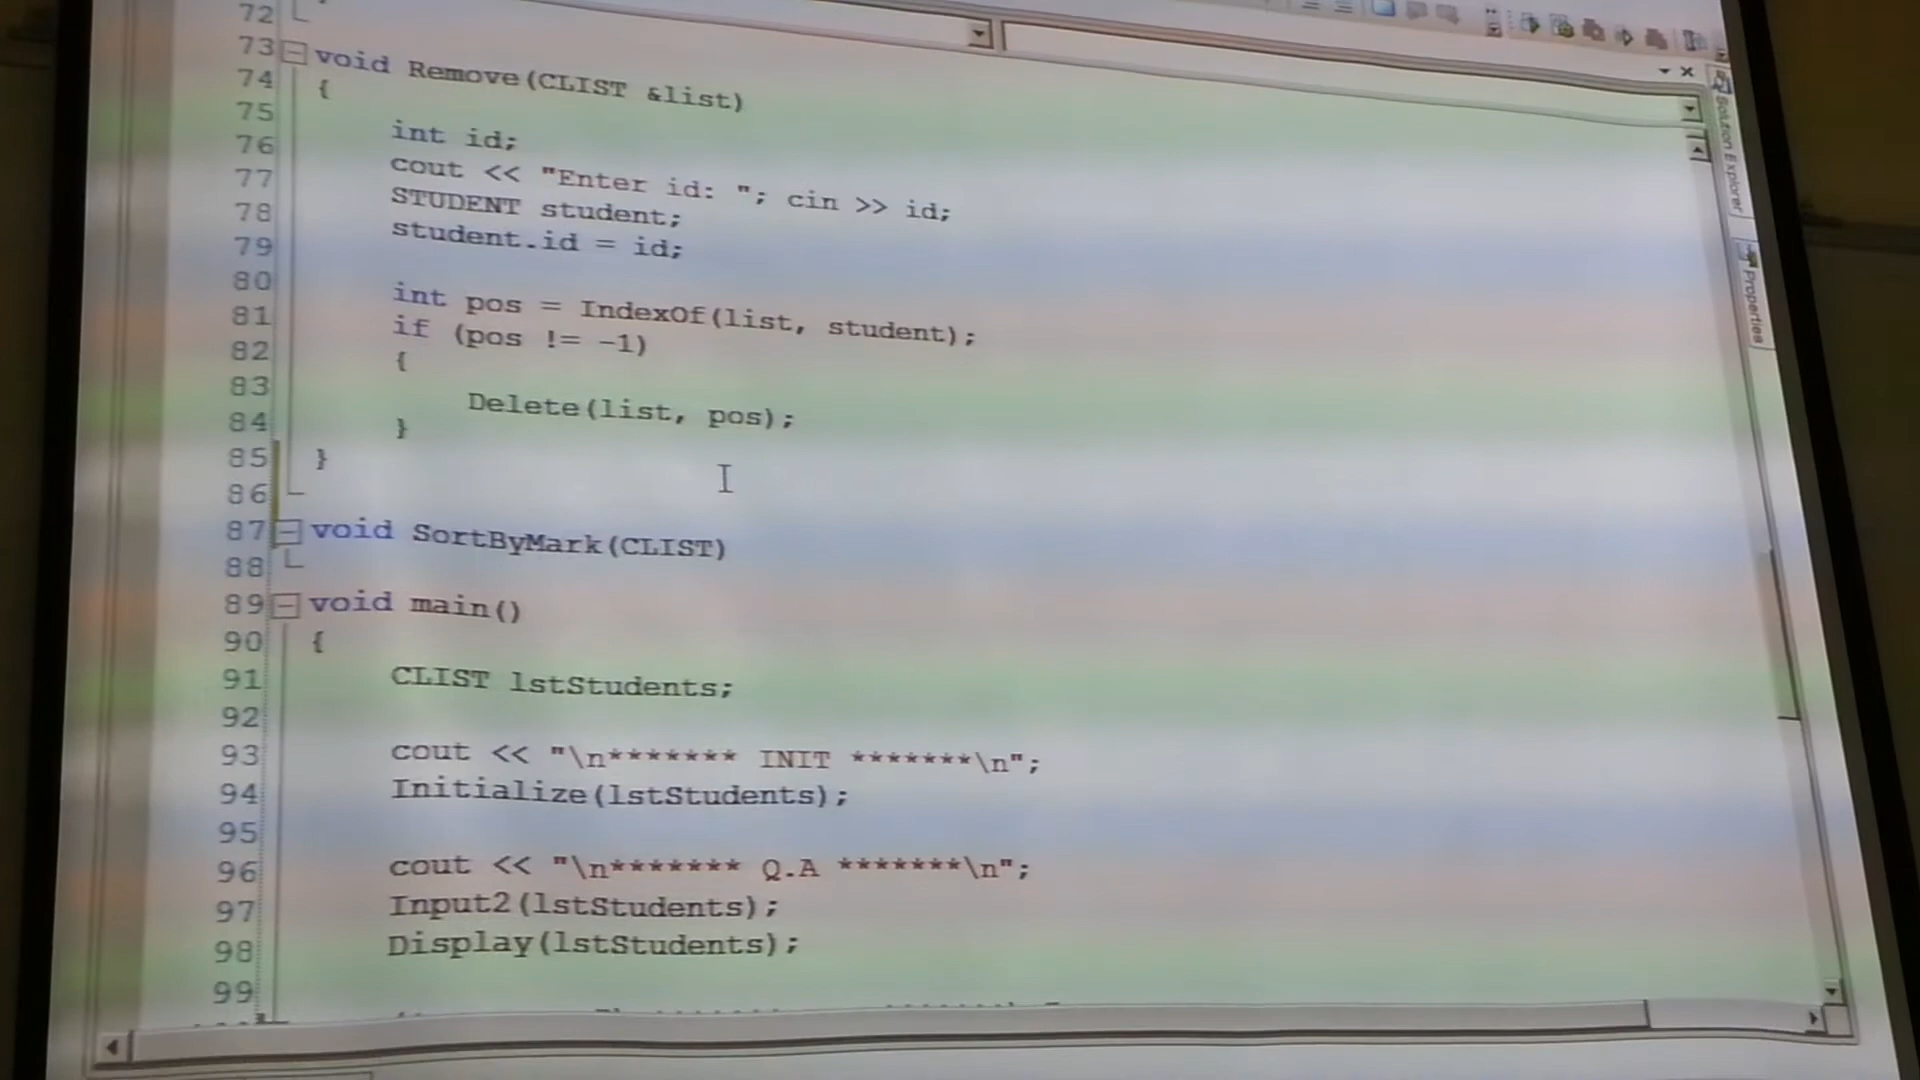 72
73 void Remove(CLIST &list)
74 {
75
76 int id;
77 cout << "Enter id: "; cin >> id;
78 STUDENT student;
79 student.id = id;
80
81 int pos = IndexOf(list, student);
82 if (pos != -1)
83 {
84 Delete(list, pos);
85 }
86 }
87 void SortByMark(CLIST)
88
89 void main()
90 {
91 CLIST lstStudents;
92
93 cout << "\n******* INIT *******\n";
94 Initialize(lstStudents);
95
96 cout << "\n******* Q.A *******\n";
97 Input2(lstStudents);
98 Display(lstStudents);
99
Solution Explorer
Properties